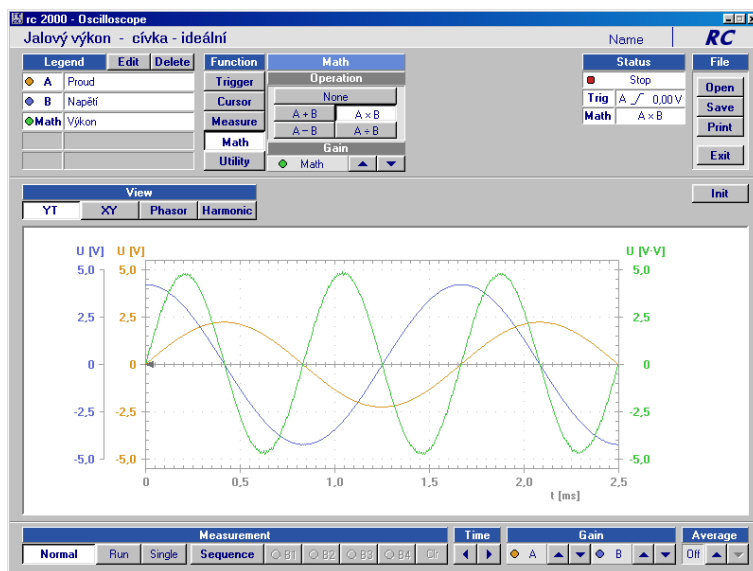 rc 2000 - Oscilloscope
Jalový výkon - cívka - ideální
Name
RC
Legend Edit Delete
A Proud
B Napětí
Math Výkon
Function
Trigger
Cursor
Measure
Math
Utility
Math
Operation
None
A + B A × B
A − B A ÷ B
Gain
Math
Status
Stop
Trig A 0,00 V
Math A × B
File
Open
Save
Print
Exit
View
YT XY Phasor Harmonic
Init
U [V] U [V] U [V·V]
5,0 5,0 5,0
2,5 2,5 2,5
0 0 0
-2,5 -2,5 -2,5
-5,0 -5,0 -5,0
0 0,5 1,0 1,5 2,0 2,5
t [ms]
Measurement
Normal Run Single Sequence B1 B2 B3 B4 Clr
Time
Gain
A B
Average
Off